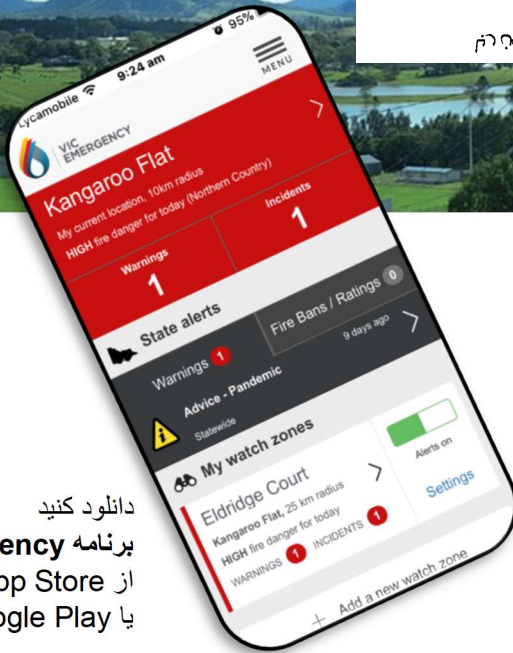 Lycamobile 9:24 am 95%
VIC
EMERGENCY
MENU
Kangaroo Flat
My current location, 10km radius
HIGH fire danger for today (Northern Country)
Warnings
1
Incidents
1
State alerts
Warnings 1
Fire Bans / Ratings 0
Advice - Pandemic
9 days ago
Statewide
My watch zones
Eldridge Court
Kangaroo Flat, 25 km radius
HIGH fire danger for today
WARNINGS 1 INCIDENTS 1
Alerts on
Settings
+ Add a new watch zone
دانلود کنید
برنامه
از
یا